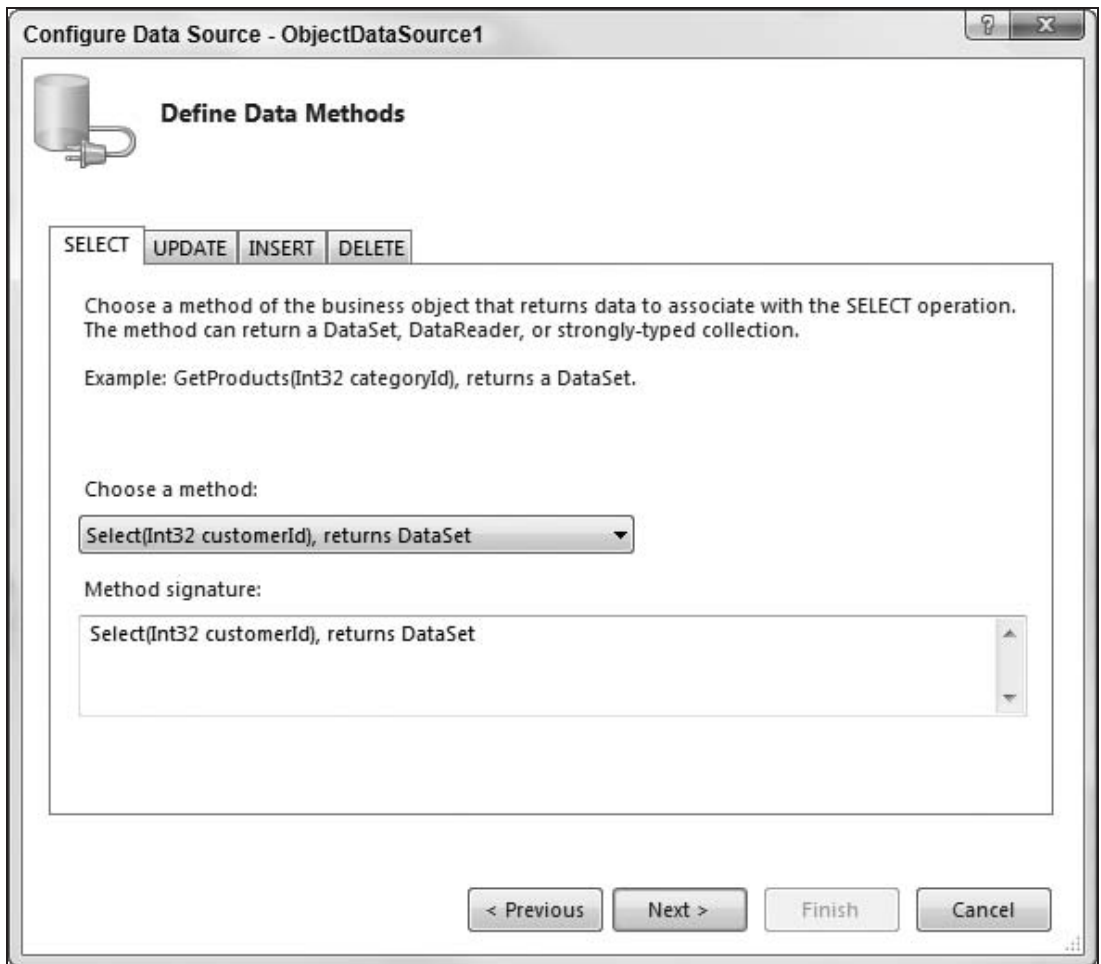 Configure Data Source - ObjectDataSource1
?
X
Define Data Methods
SELECT UPDATE INSERT DELETE
Choose a method of the business object that returns data to associate with the SELECT operation.
The method can return a DataSet, DataReader, or strongly-typed collection.
Example: GetProducts(Int32 categoryId), returns a DataSet.
Choose a method:
Select(Int32 customerId), returns DataSet
Method signature:
Select(Int32 customerId), returns DataSet
< Previous Next > Finish Cancel